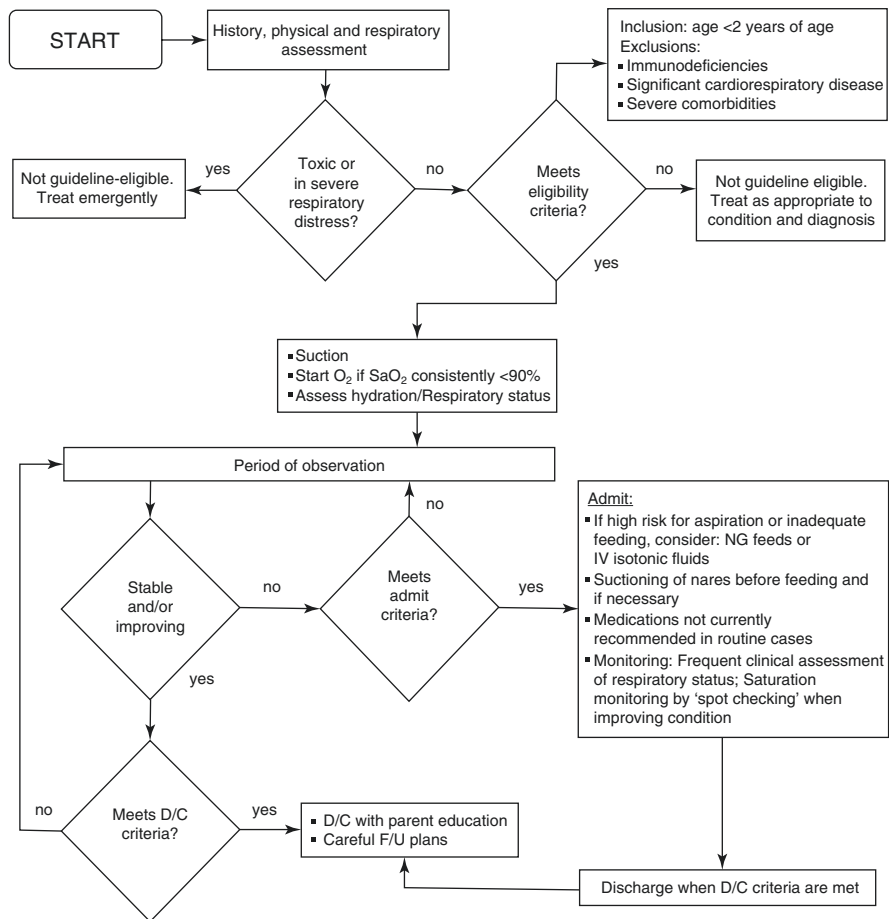 START
History, physical and respiratory
assessment
Inclusion: age <2 years of age
Exclusions:
▪ Immunodeficiencies
▪ Significant cardiorespiratory disease
▪ Severe comorbidities
Toxic or
in severe
respiratory
distress?
yes
Not guideline-eligible.
Treat emergently
no
Meets
eligibility
criteria?
no
Not guideline eligible.
Treat as appropriate to
condition and diagnosis
yes
▪ Suction
▪ Start O₂ if SaO₂ consistently <90%
▪ Assess hydration/Respiratory status
Period of observation
no
Stable
and/or
improving
no
Meets
admit
criteria?
yes
Admit:
▪ If high risk for aspiration or inadequate
feeding, consider: NG feeds or
IV isotonic fluids
▪ Suctioning of nares before feeding and
if necessary
▪ Medications not currently
recommended in routine cases
▪ Monitoring: Frequent clinical assessment
of respiratory status; Saturation
monitoring by ‘spot checking’ when
improving condition
yes
Meets D/C
criteria?
no
yes
▪ D/C with parent education
▪ Careful F/U plans
Discharge when D/C criteria are met